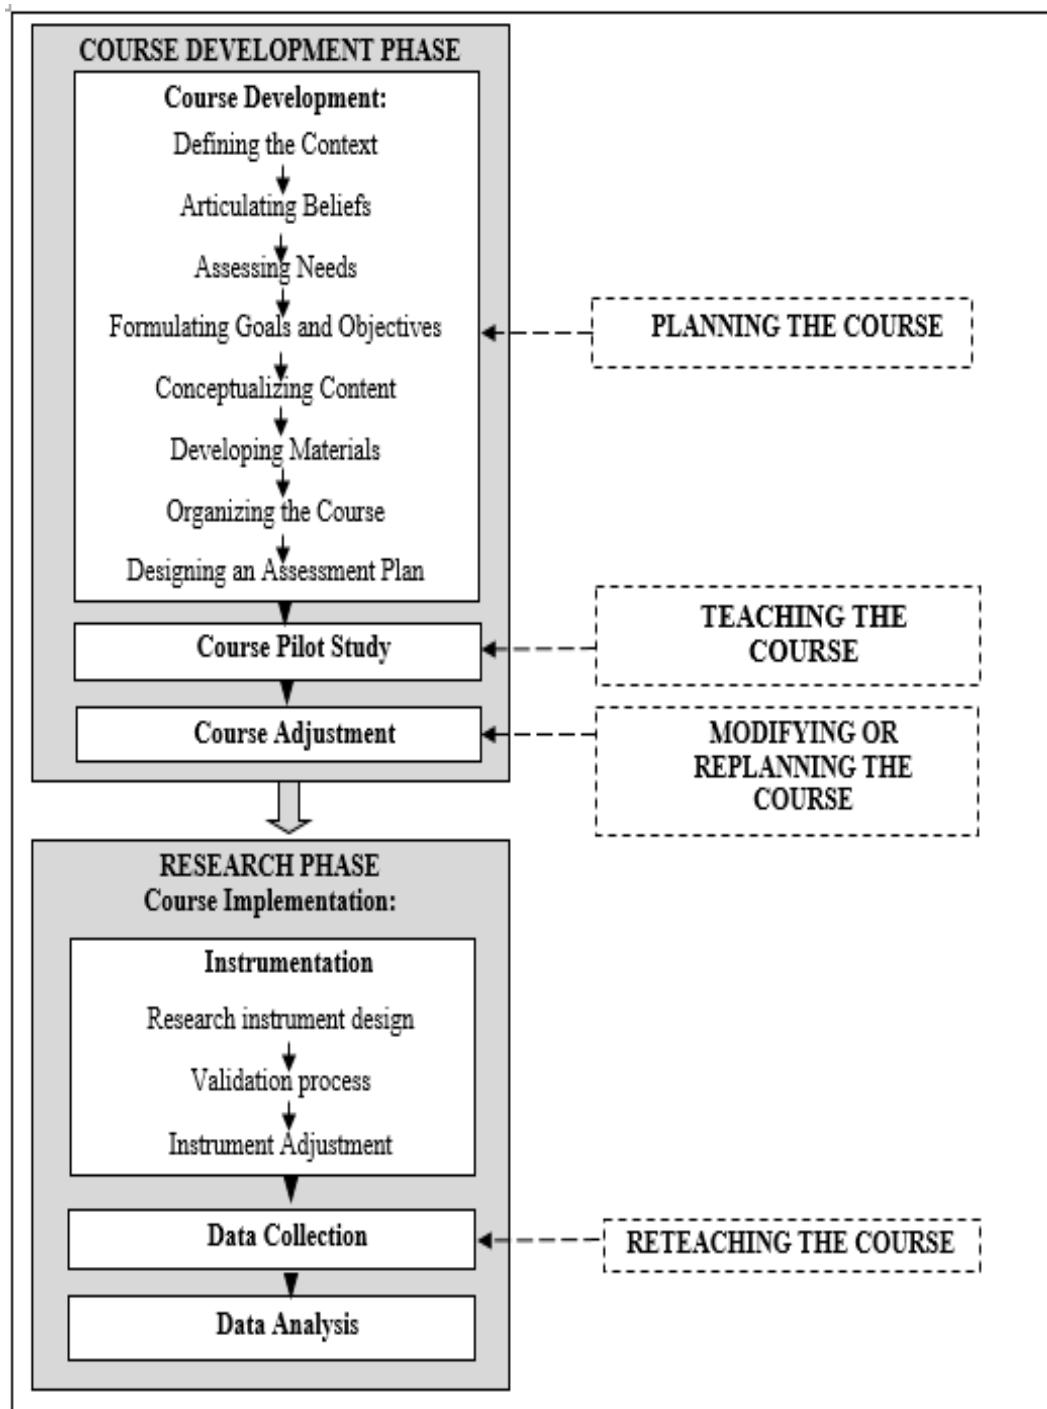 COURSE DEVELOPMENT PHASE
Course Development:
Defining the Context
Articulating Beliefs
Assessing Needs
Formulating Goals and Objectives
Conceptualizing Content
Developing Materials
Organizing the Course
Designing an Assessment Plan
Course Pilot Study
Course Adjustment
PLANNING THE COURSE
TEACHING THE
COURSE
MODIFYING OR
REPLANNING THE
COURSE
RESEARCH PHASE
Course Implementation:
Instrumentation
Research instrument design
Validation process
Instrument Adjustment
Data Collection
Data Analysis
RETEACHING THE COURSE